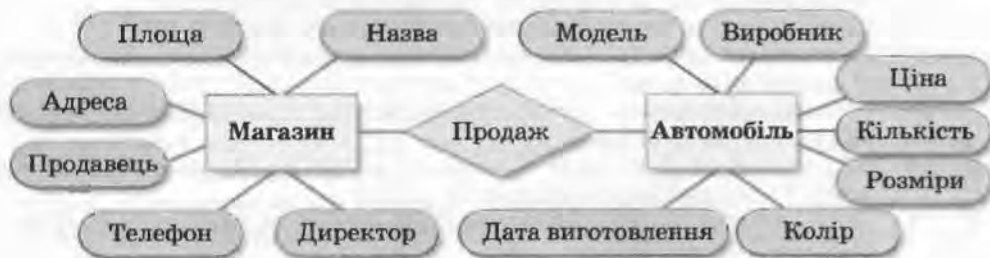 Площа
Назва
Модель
Виробник
Адреса
Ціна
Магазин
Продаж
Автомобіль
Кількість
Продавець
Розміри
Телефон
Директор
Дата виготовлення
Колір